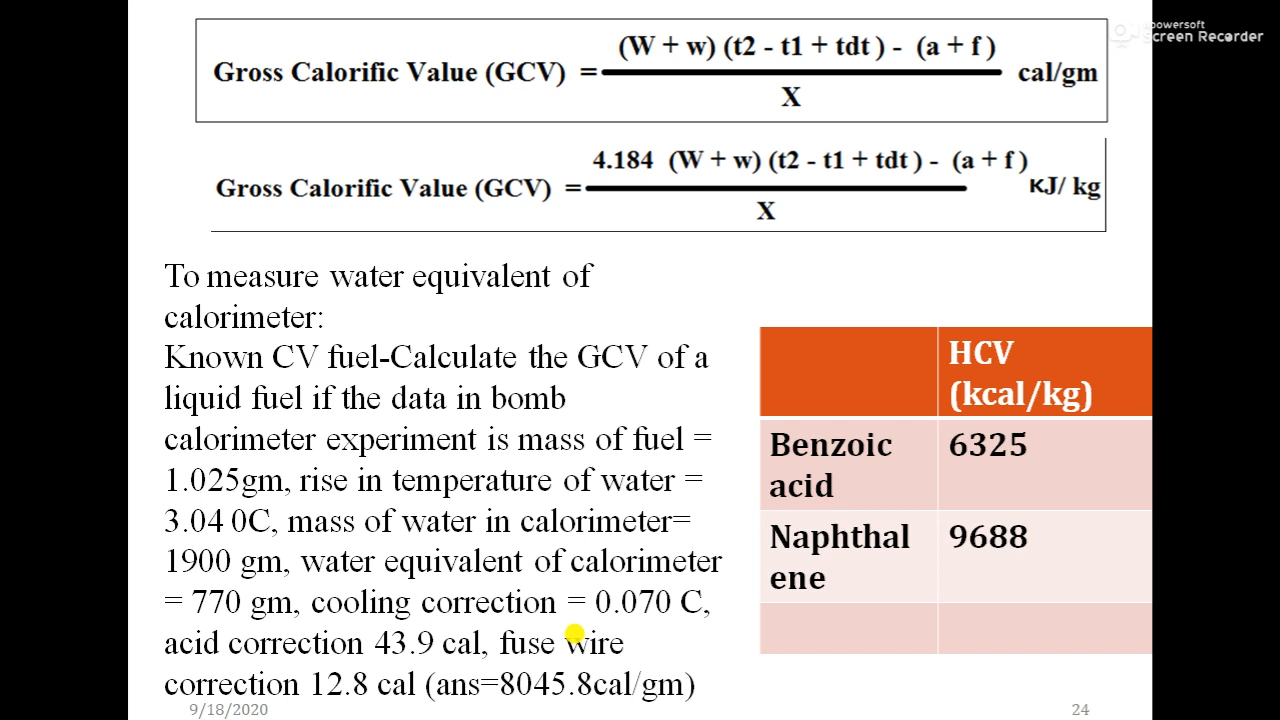 powersoft
Screen Recorder
(W + w) (t2 - t1 + tdt ) - (a + f )
Gross Calorific Value (GCV) = cal/gm
X
4.184 (W + w) (t2 - t1 + tdt ) - (a + f )
Gross Calorific Value (GCV) = KJ/ kg
X
To measure water equivalent of
calorimeter:
Known CV fuel-Calculate the GCV of a
liquid fuel if the data in bomb
calorimeter experiment is mass of fuel =
1.025gm, rise in temperature of water =
3.04 0C, mass of water in calorimeter=
1900 gm, water equivalent of calorimeter
= 770 gm, cooling correction = 0.070 C,
acid correction 43.9 cal, fuse wire
correction 12.8 cal (ans=8045.8cal/gm)
HCV
(kcal/kg)
Benzoic 6325
acid
Naphthal 9688
ene
9/18/2020 24